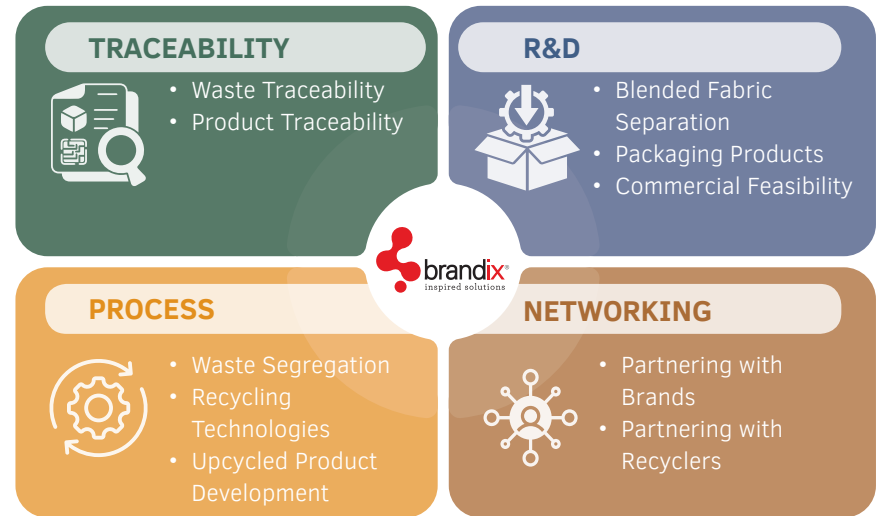 TRACEABILITY
• Waste Traceability
• Product Traceability
R&D
• Blended Fabric
Separation
• Packaging Products
• Commercial Feasibility
brandix®
inspired solutions
PROCESS
• Waste Segregation
• Recycling
Technologies
• Upcycled Product
Development
NETWORKING
• Partnering with
Brands
• Partnering with
Recyclers